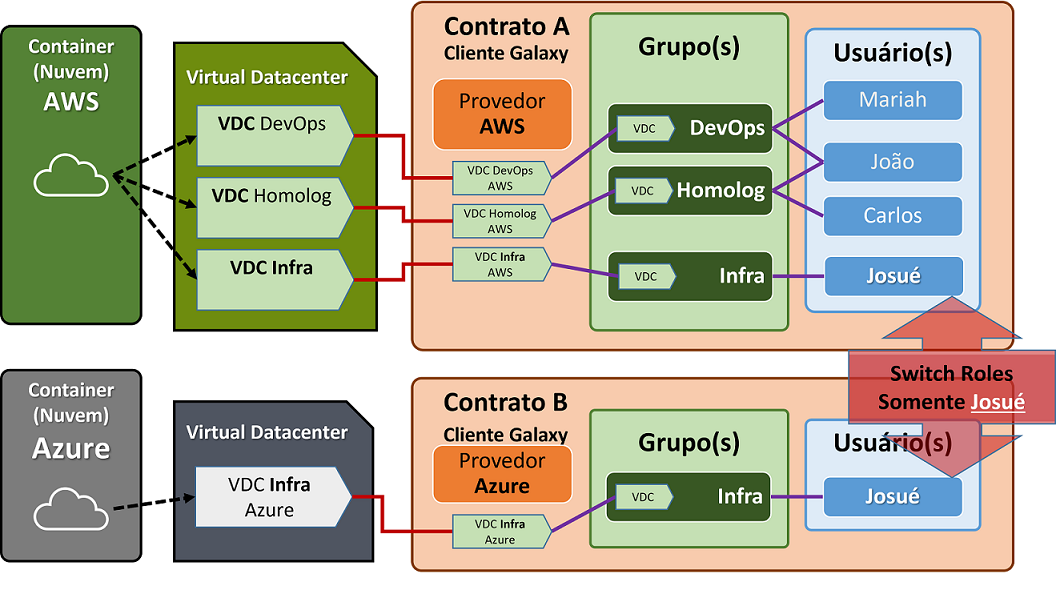 Container
(Nuvem)
AWS
Virtual Datacenter
VDC DevOps
VDC Homolog
VDC Infra
Contrato A
Cliente Galaxy
Provedor
AWS
VDC DevOps
AWS
VDC Homolog
AWS
VDC Infra
AWS
Grupo(s)
VDC
DevOps
VDC
Homolog
VDC
Infra
Usuário(s)
Mariah
João
Carlos
Josué
Switch Roles
Somente Josué
Container
(Nuvem)
Azure
Virtual Datacenter
VDC Infra
Azure
Contrato B
Cliente Galaxy
Provedor
Azure
VDC Infra
Azure
Grupo(s)
VDC
Infra
Usuário(s)
Josué